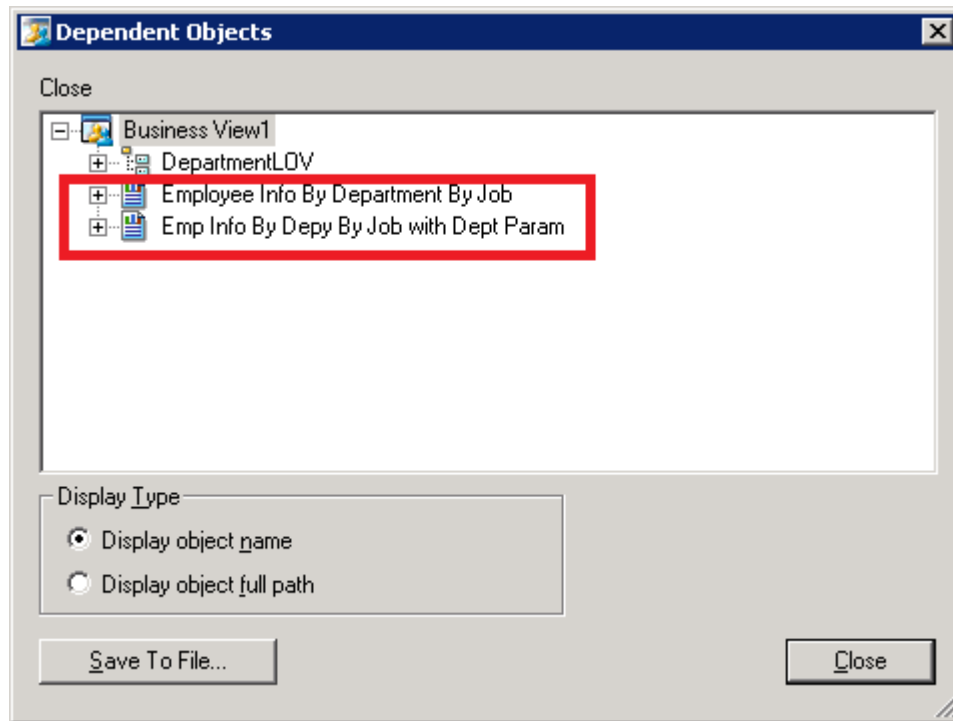 Dependent Objects
Close
Business View1
DepartmentLOV
Employee Info By Department By Job
Emp Info By Depy By Job with Dept Param
Display Type
Display object name
Display object full path
Save To File...
Close